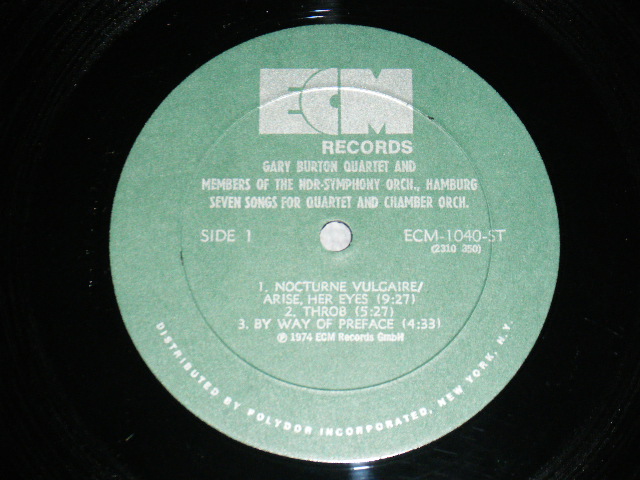 ECM
RECORDS
GARY BURTON QUARTET AND
MEMBERS OF THE NDR-SYMPHONY ORCH., HAMBURG
SEVEN SONGS FOR QUARTET AND CHAMBER ORCH.
SIDE 1
ECM-1040-ST
(2310 350)
1. NOCTURNE VULGAIRE/
ARISE, HER EYES (9:27)
2. THROB (5:27)
3. BY WAY OF PREFACE (4:33)
℗ 1974 ECM Records GmbH
DISTRIBUTED BY POLYDOR INCORPORATED, NEW YORK, N.Y.